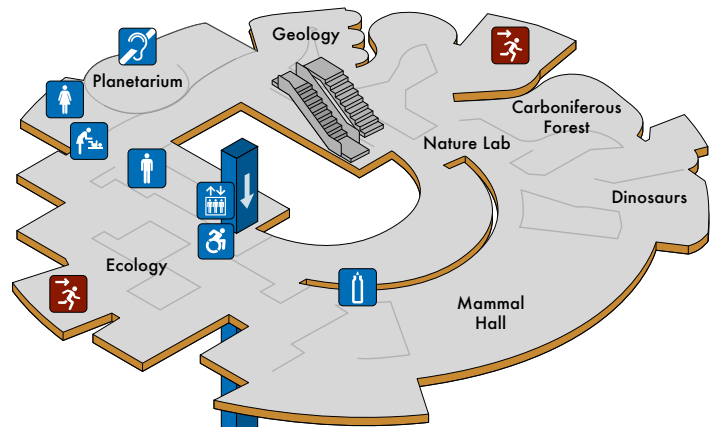 Geology
Planetarium
Carboniferous
Forest
Nature Lab
Dinosaurs
Ecology
Mammal
Hall